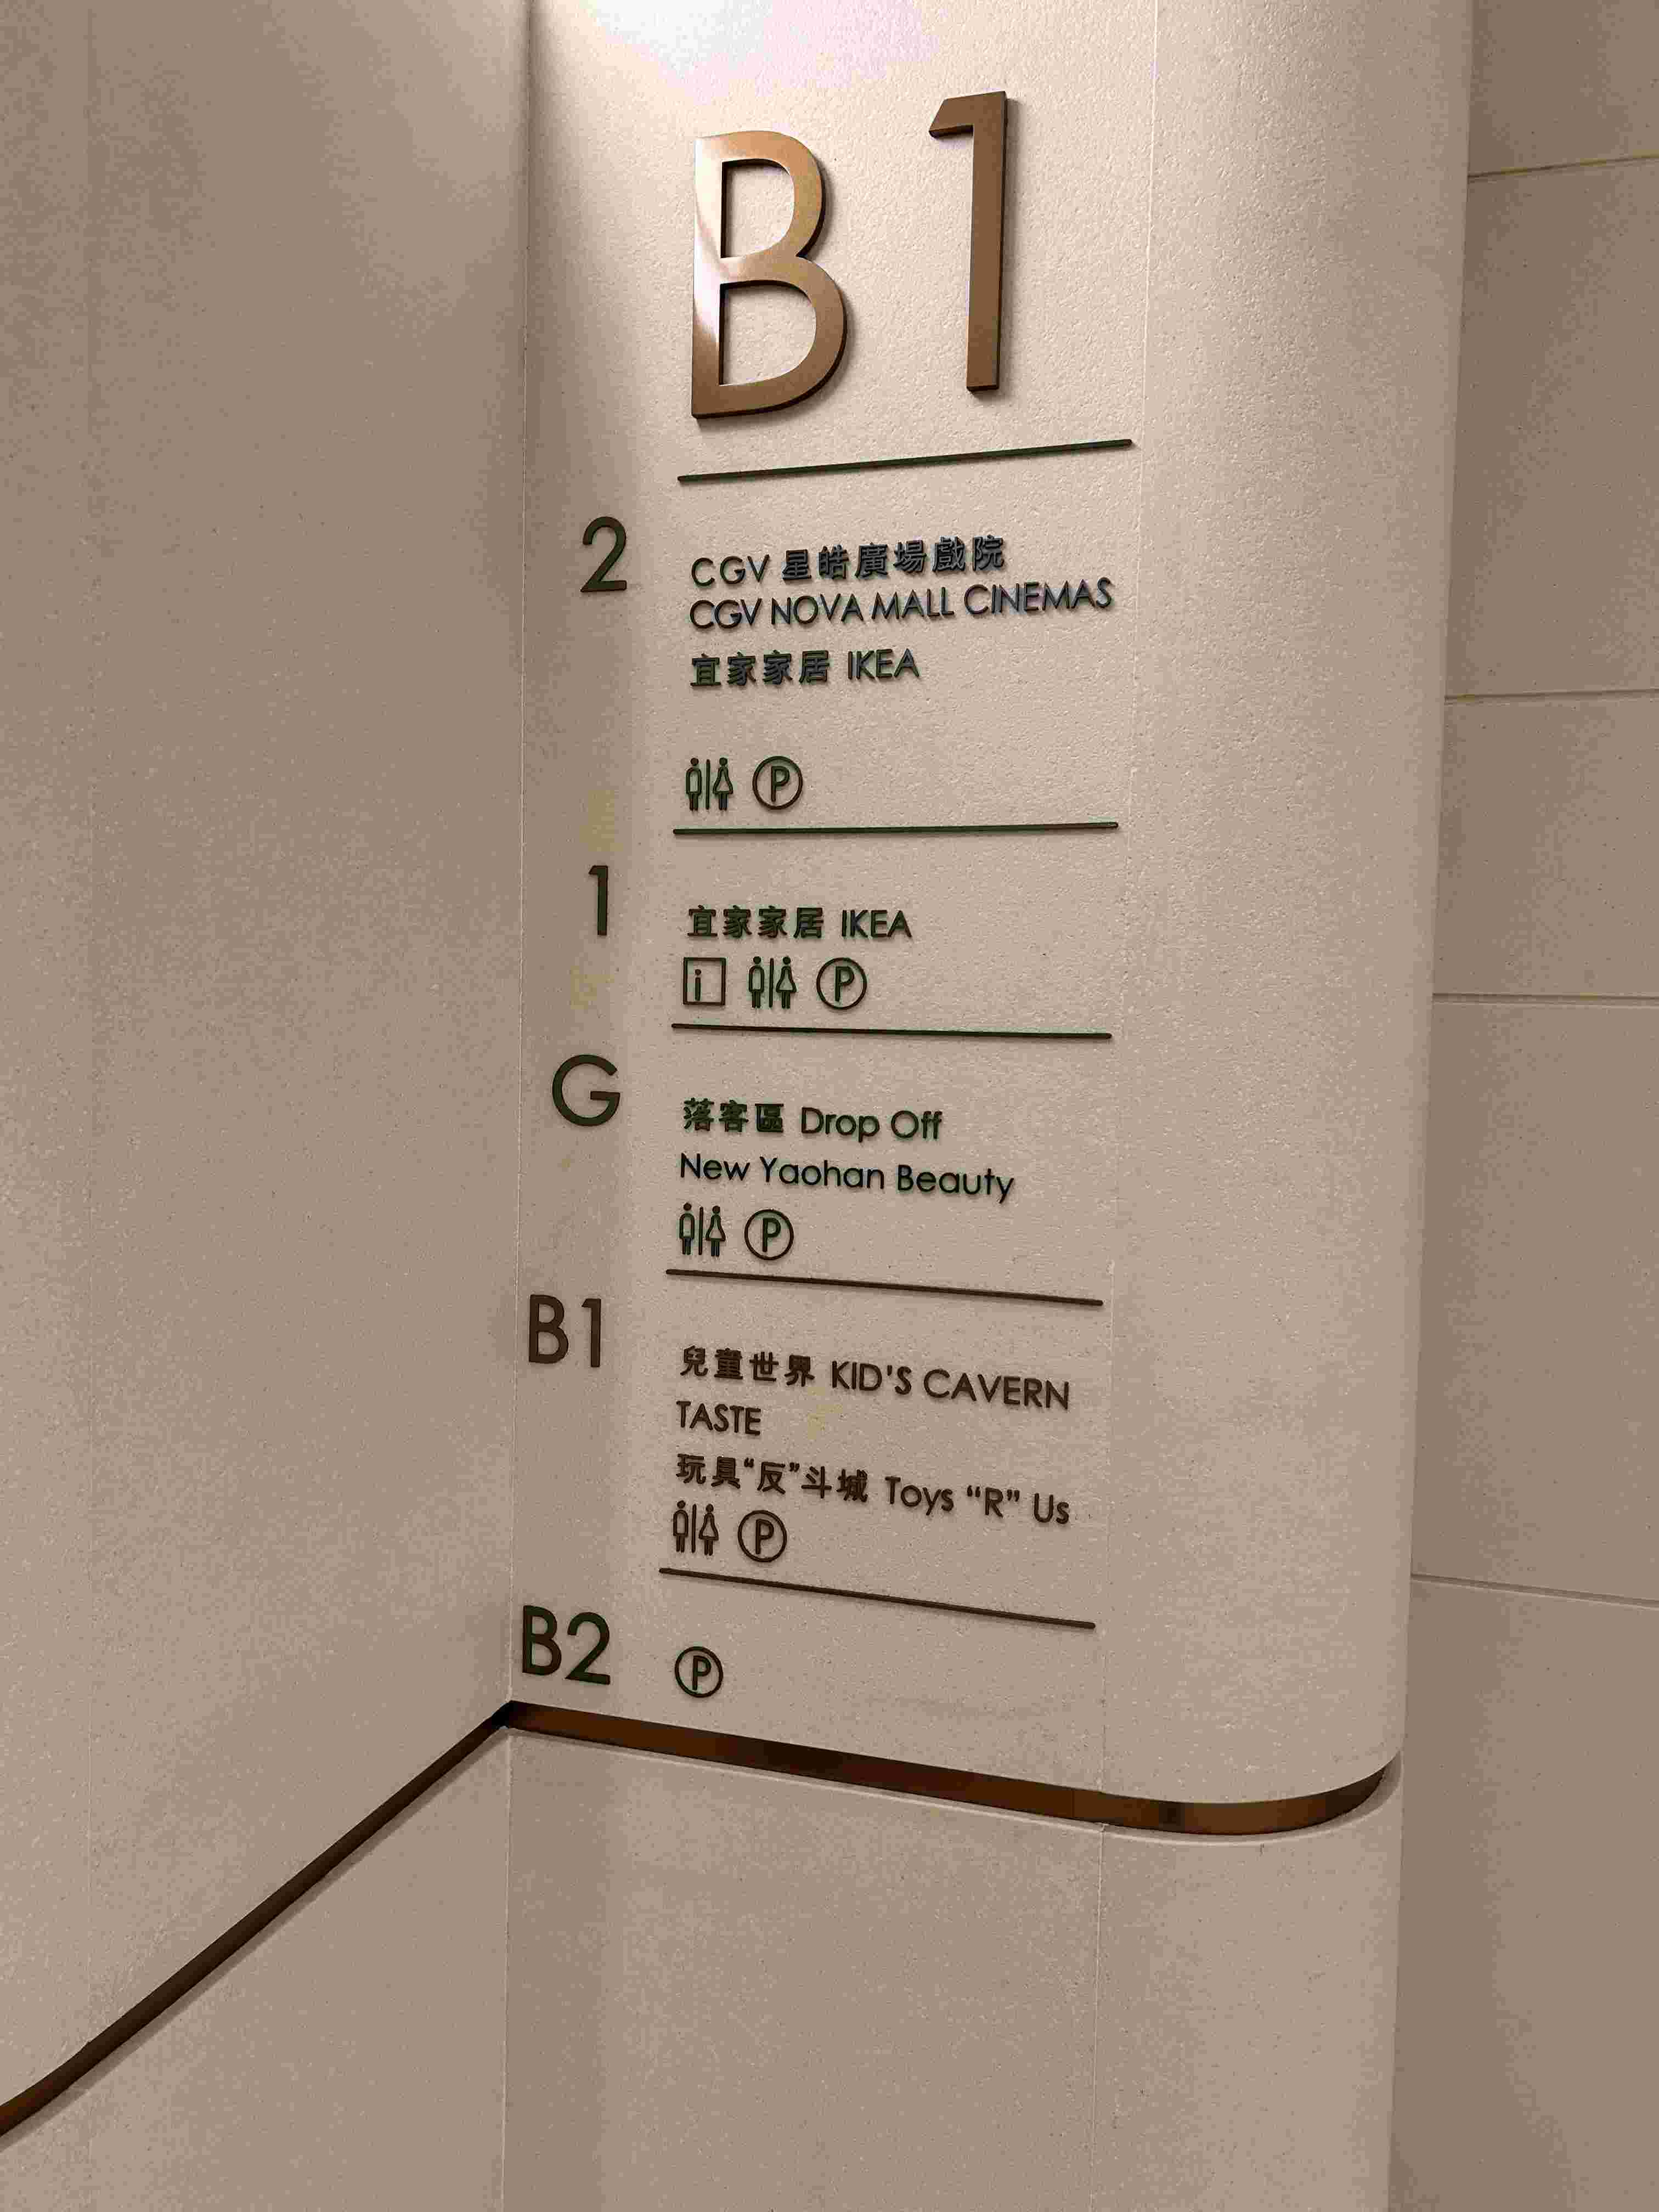 B1
2
CGV 星皓廣場戲院
CGV NOVA MALL CINEMAS
宜家家居 IKEA
P
1
宜家家居 IKEA
i P
G
落客區 Drop Off
New Yaohan Beauty
P
B1
兒童世界 KID'S CAVERN
TASTE
玩具“反”斗城 Toys “R” Us
P
B2
P